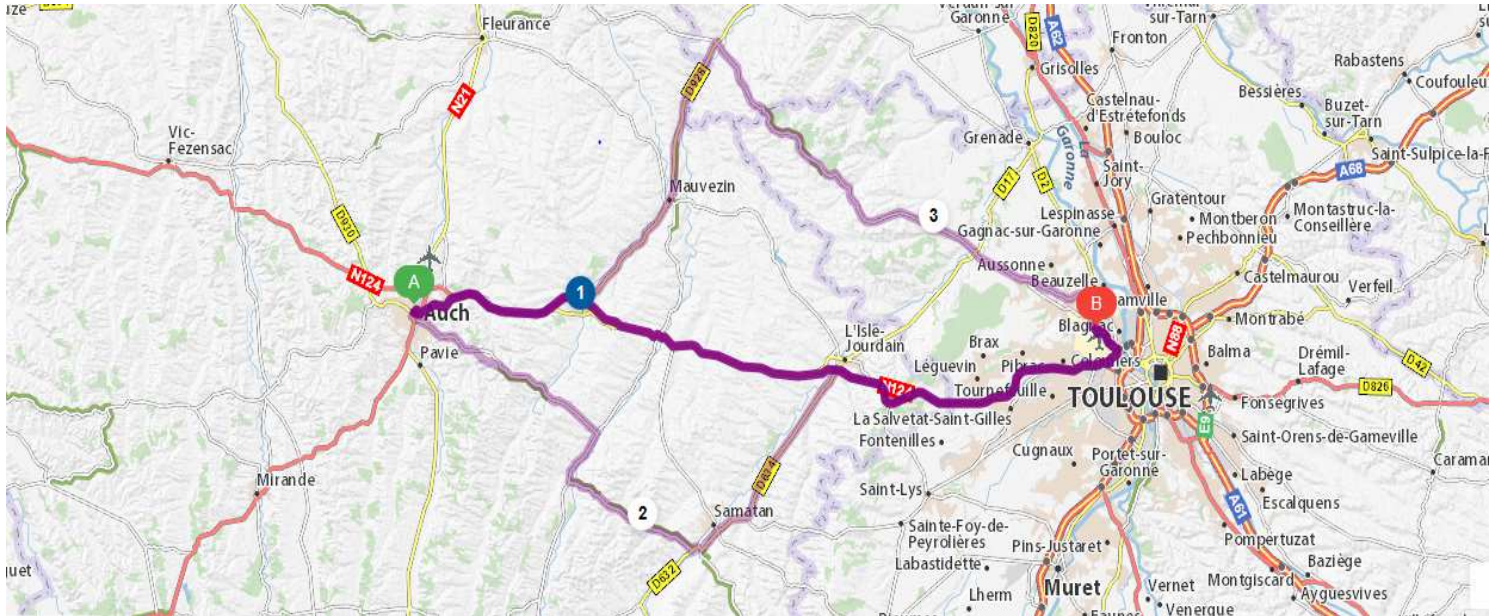 Fleurance
Verdun-sur-
Garonne
sur-Tarn
D820
A62
Fronton
Rabastens
Coufouleu
Grisolles
N21
D928
Bessières
Buzet-
sur-Tarn
Castelnau-
d'Estrétefonds
Bouloc
Vic-
Fezensac
Grenade
La
Garonne
Saint-Sulpice-la-P
Saint-
Jory
A68
D17
D2
Mauvezin
Gratentour
D930
3
Lespinasse
Montberon
Montastruc-la-
Conseillère
Gagnac-sur-Garonne
Pechbonnieu
Aussonne
N124
A
Beauzelle
Castelmaurou
Verfeil
1
B
Auch
Blagnac
N88
Montrabé
L'Isle-
Jourdain
Brax
Pavie
Léguevin
Pibrac
Colomiers
Balma
Drémil-
Lafage
D42
N124
Tournefeuille
TOULOUSE
D826
La Salvetat-Saint-Gilles
Fonsegrives
E9
Fontenilles
Saint-Orens-de-Gameville
Cugnaux
Portet-sur-
Garonne
Caraman
Mirande
D634
Labège
Saint-Lys
Escalquens
A61
2
Samatan
Sainte-Foy-de-
Peyrolières
Pins-Justaret
Pompertuzat
Labastidette
Baziège
D632
Muret
Montgiscard
Vernet
Ayguesvives
Lherm
Venerque